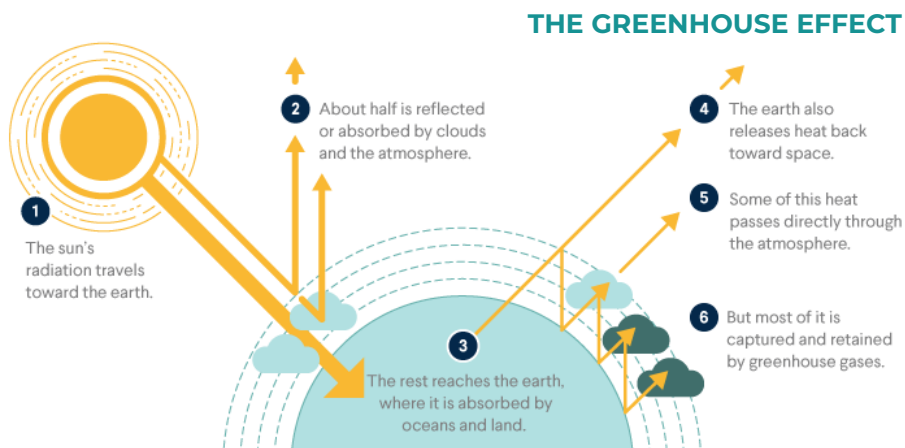 THE GREENHOUSE EFFECT
1
The sun's
radiation travels
toward the earth.
2
About half is reflected
or absorbed by clouds
and the atmosphere.
3
The rest reaches the earth,
where it is absorbed by
oceans and land.
4
The earth also
releases heat back
toward space.
5
Some of this heat
passes directly through
the atmosphere.
6
But most of it is
captured and retained
by greenhouse gases.